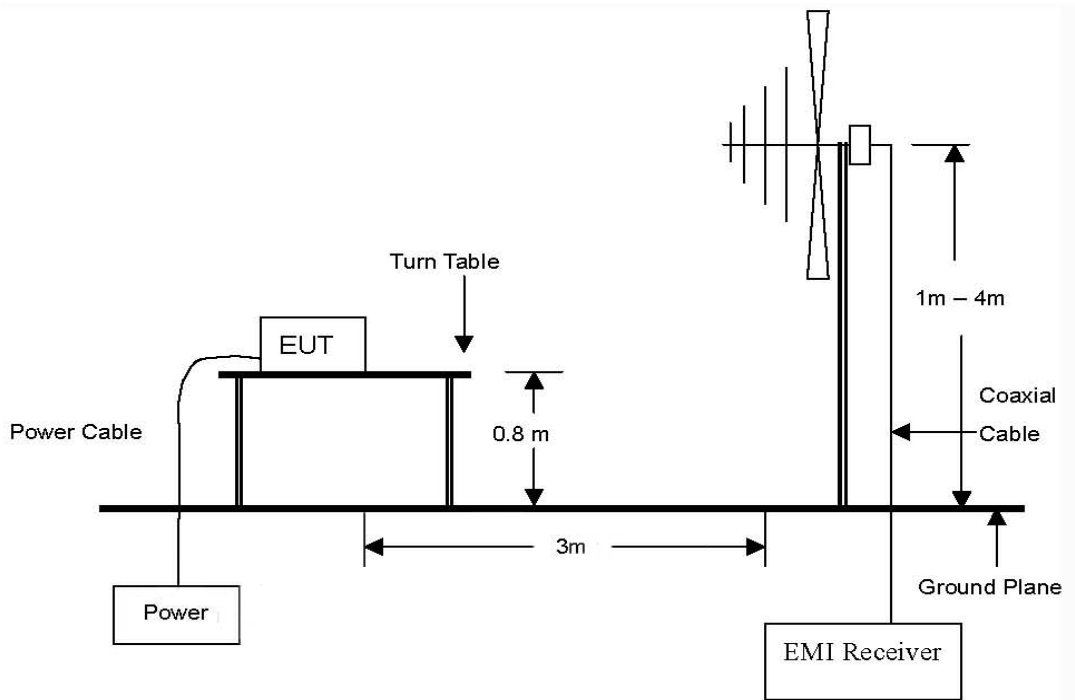 Turn Table
1m – 4m
EUT
Coaxial
Cable
Power Cable
0.8 m
3m
Ground Plane
Power
EMI Receiver